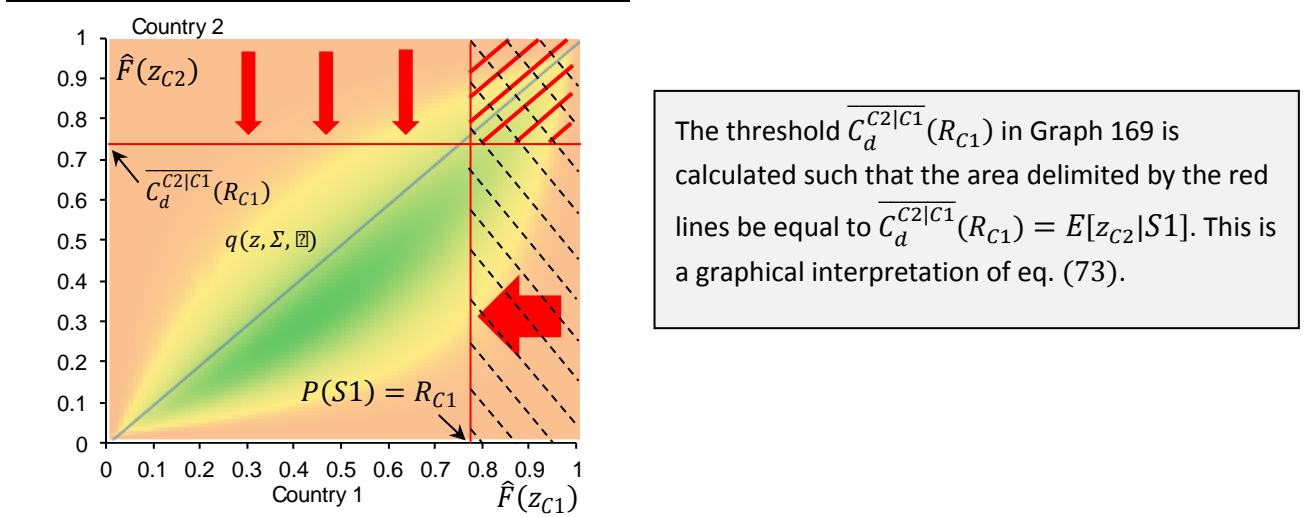 Country 2
1
0.9
0.8
0.7
0.6
0.5
0.4
0.3
0.2
0.1
0
F̂(z_{C2})
\overline{C_d^{C2|C1}}(R_{C1})
q(z, Σ, ⍰)
P(S1) = R_{C1}
0 0.1 0.2 0.3 0.4 0.5 0.6 0.7 0.8 0.9 1
Country 1
F̂(z_{C1})
The threshold \overline{C_d^{C2|C1}}(R_{C1}) in Graph 169 is
calculated such that the area delimited by the red
lines be equal to \overline{C_d^{C2|C1}}(R_{C1}) = E[z_{C2}|S1]. This is
a graphical interpretation of eq. (73).